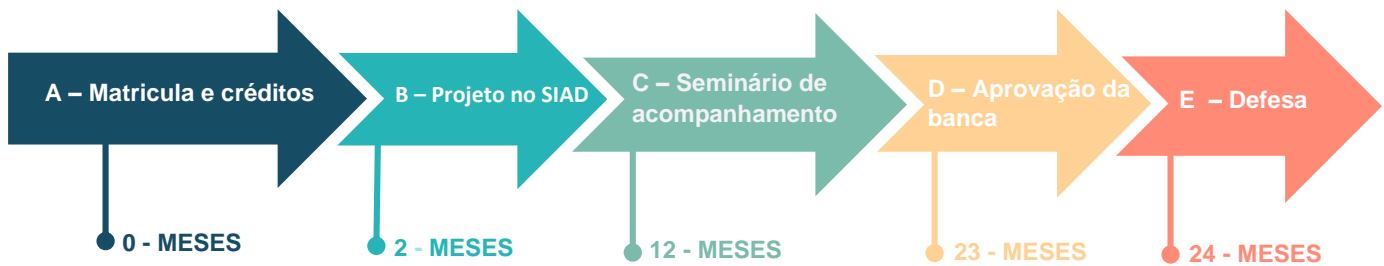 A – Matricula e créditos
B – Projeto no SIAD
C – Seminário de
acompanhamento
D – Aprovação da
banca
E – Defesa
0 - MESES
2 - MESES
12 - MESES
23 - MESES
24 - MESES